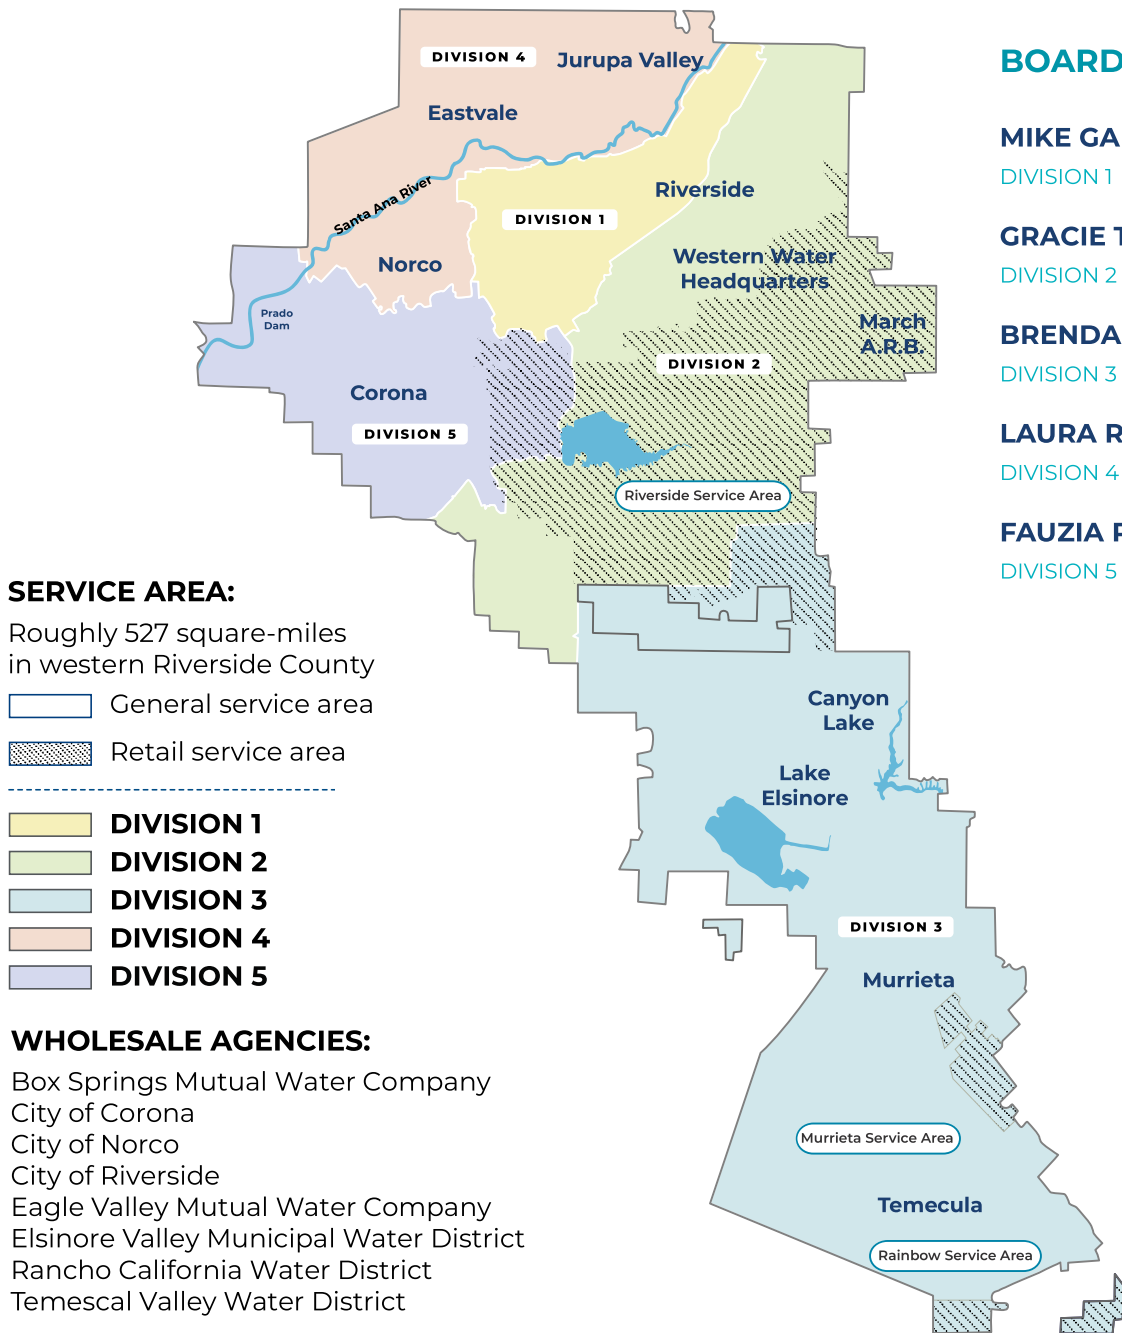 DIVISION 4
Jurupa Valley
Eastvale
Santa Ana River
Riverside
DIVISION 1
Norco
Western Water
Headquarters
Prado
Dam
March
A.R.B.
DIVISION 2
Corona
DIVISION 5
Riverside Service Area
BOARD
MIKE GA
DIVISION 1
GRACIE
DIVISION 2
BRENDA
DIVISION 3
LAURA R
DIVISION 4
FAUZIA
DIVISION 5
SERVICE AREA:
Roughly 527 square-miles
in western Riverside County
General service area
Retail service area
DIVISION 1
DIVISION 2
DIVISION 3
DIVISION 4
DIVISION 5
WHOLESALE AGENCIES:
Box Springs Mutual Water Company
City of Corona
City of Norco
City of Riverside
Eagle Valley Mutual Water Company
Elsinore Valley Municipal Water District
Rancho California Water District
Temescal Valley Water District
Canyon
Lake
Lake
Elsinore
DIVISION 3
Murrieta
Murrieta Service Area
Temecula
Rainbow Service Area